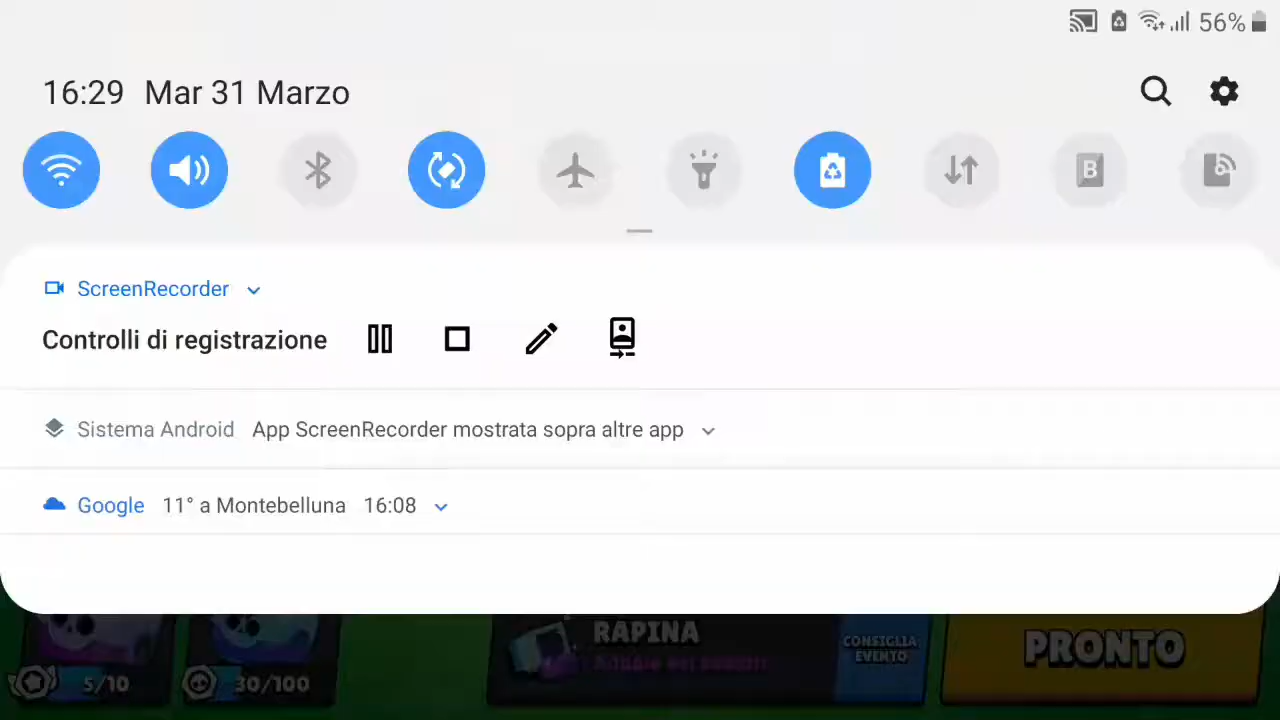 56%
16:29 Mar 31 Marzo
B
ScreenRecorder
Controlli di registrazione
Sistema Android App ScreenRecorder mostrata sopra altre app
Google 11° a Montebelluna 16:08
RAPINA
CONSIGLIA
EVENTO
PRONTO
5/10
30/100